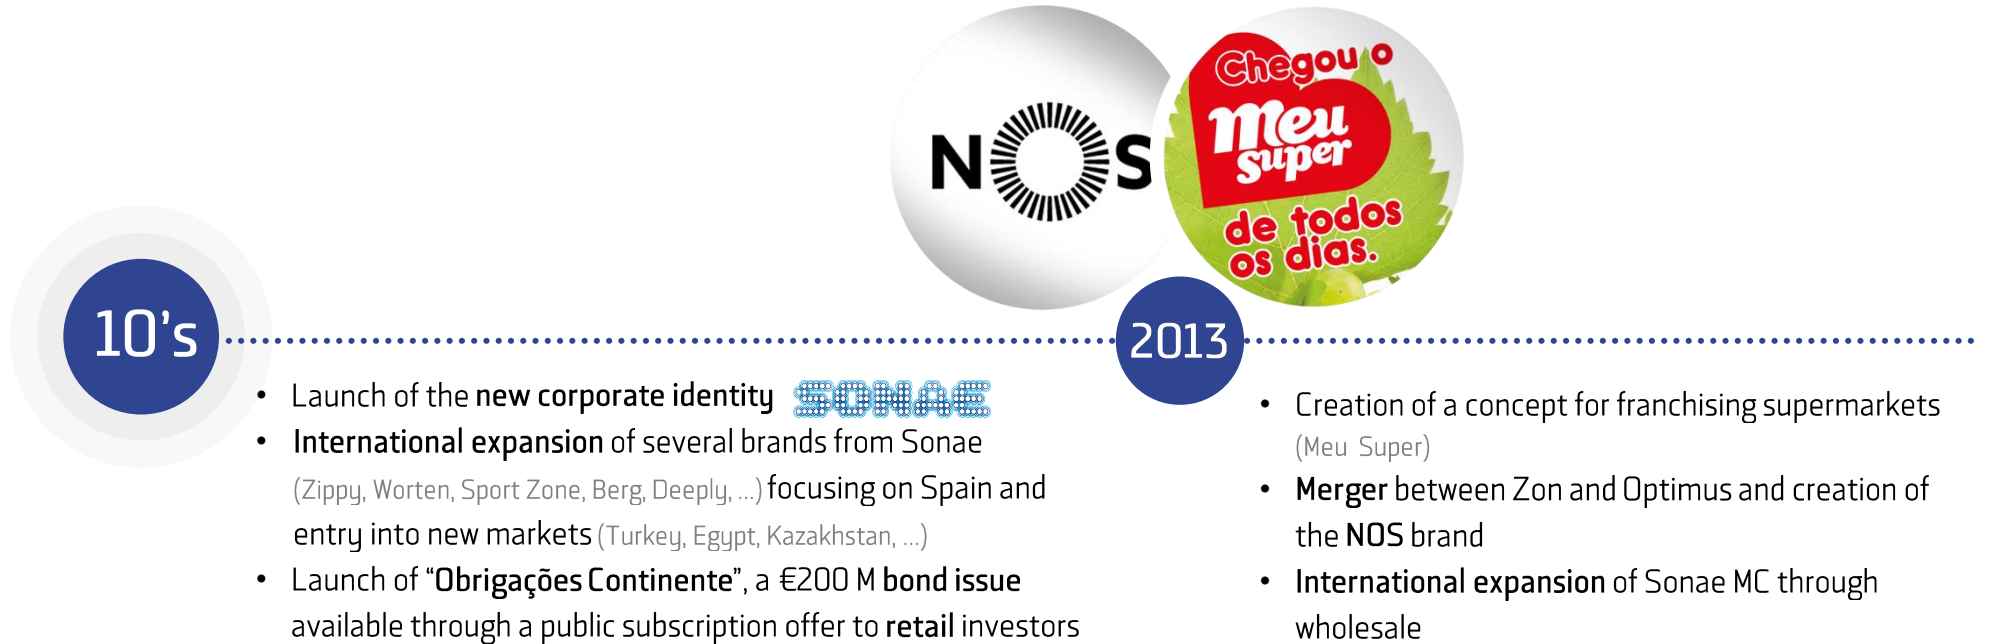 NOS
Chegou o
Meu
super
de todos
os dias.
10's
2013
• Launch of the new corporate identity SONAE
• International expansion of several brands from Sonae
(Zippy, Worten, Sport Zone, Berg, Deeply, ...) focusing on Spain and
entry into new markets (Turkey, Egypt, Kazakhstan, ...)
• Launch of “Obrigações Continente”, a €200 M bond issue
available through a public subscription offer to retail investors
• Creation of a concept for franchising supermarkets
(Meu Super)
• Merger between Zon and Optimus and creation of
the NOS brand
• International expansion of Sonae MC through
wholesale